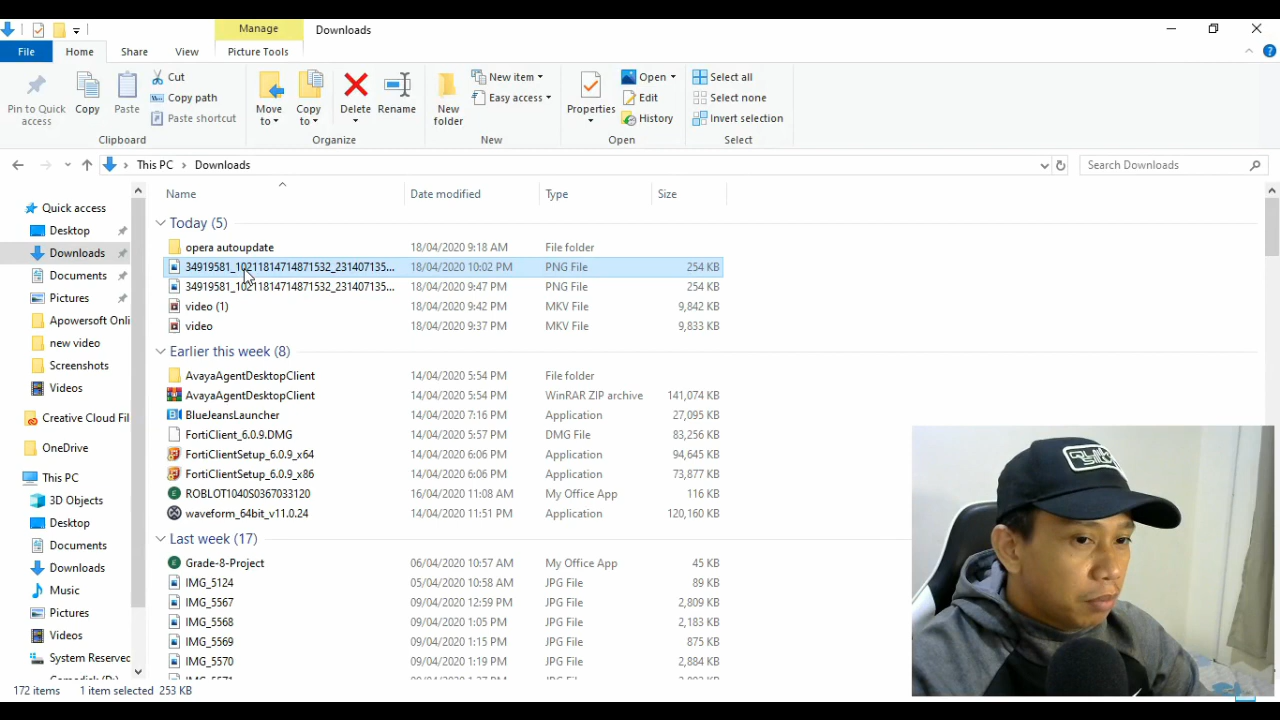 Manage Downloads
File Home Share View Picture Tools
Pin to Quick access
Copy
Paste
Cut
Copy path
Paste shortcut
Clipboard
Move to
Copy to
Delete
Rename
Organize
New folder
New item
Easy access
New
Properties
Open
Edit
History
Open
Select all
Select none
Invert selection
Select
This PC > Downloads
Search Downloads
Quick access
Desktop
Downloads
Documents
Pictures
Apowersoft Onli
new video
Screenshots
Videos
Creative Cloud Fil
OneDrive
This PC
3D Objects
Desktop
Documents
Downloads
Music
Pictures
Videos
System Reserved
Name Date modified Type Size
Today (5)
opera autoupdate 18/04/2020 9:18 AM File folder
34919581_10211814714871532_231407135... 18/04/2020 10:02 PM PNG File 254 KB
34919581_10211814714871532_231407135... 18/04/2020 9:47 PM PNG File 254 KB
video (1) 18/04/2020 9:42 PM MKV File 9,842 KB
video 18/04/2020 9:37 PM MKV File 9,833 KB
Earlier this week (8)
AvayaAgentDesktopClient 14/04/2020 5:54 PM File folder
AvayaAgentDesktopClient 14/04/2020 5:54 PM WinRAR ZIP archive 141,074 KB
BlueJeansLauncher 14/04/2020 7:16 PM Application 27,095 KB
FortiClient_6.0.9.DMG 14/04/2020 5:57 PM DMG File 83,256 KB
FortiClientSetup_6.0.9_x64 14/04/2020 6:06 PM Application 94,645 KB
FortiClientSetup_6.0.9_x86 14/04/2020 6:06 PM Application 73,877 KB
ROBLOT1040S0367033120 16/04/2020 11:08 AM My Office App 116 KB
waveform_64bit_v11.0.24 14/04/2020 11:51 PM Application 120,160 KB
Last week (17)
Grade-8-Project 06/04/2020 10:57 AM My Office App 45 KB
IMG_5124 05/04/2020 10:58 AM JPG File 89 KB
IMG_5567 09/04/2020 12:59 PM JPG File 2,809 KB
IMG_5568 09/04/2020 1:05 PM JPG File 2,183 KB
IMG_5569 09/04/2020 1:15 PM JPG File 875 KB
IMG_5570 09/04/2020 1:19 PM JPG File 2,884 KB
172 items 1 item selected 253 KB